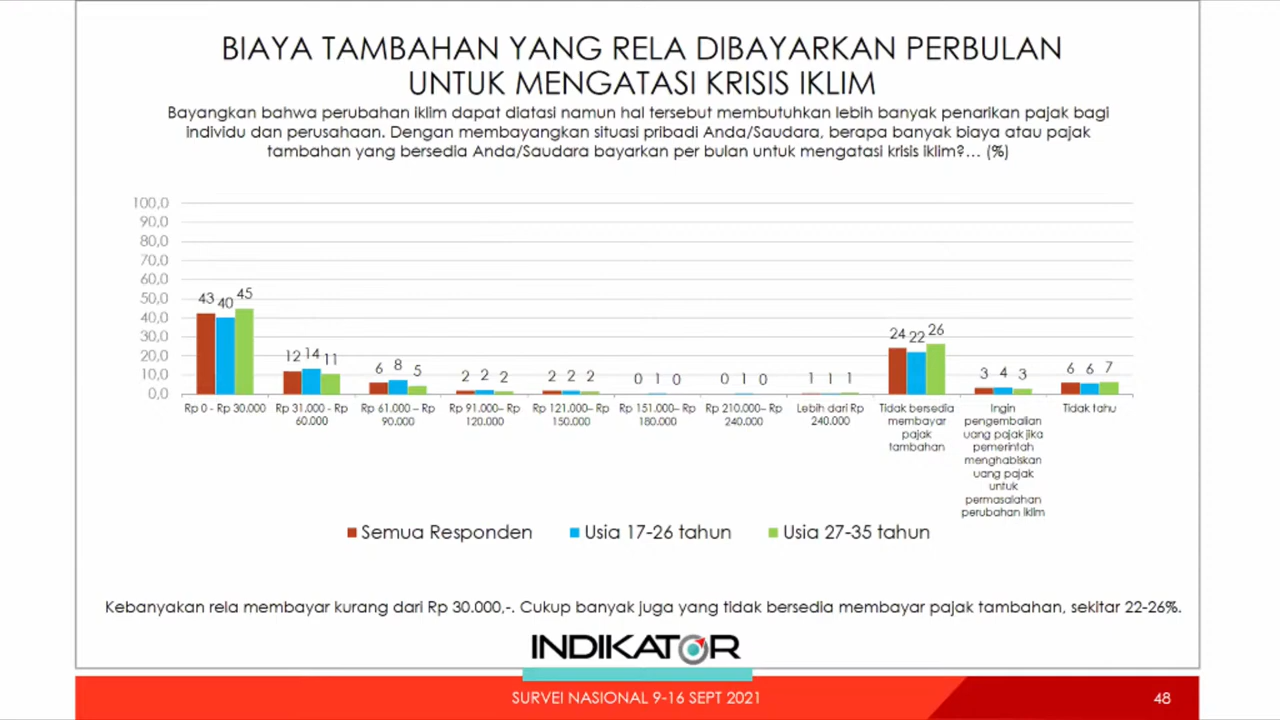 BIAYA TAMBAHAN YANG RELA DIBAYARKAN PERBULAN
UNTUK MENGATASI KRISIS IKLIM
Bayangkan bahwa perubahan iklim dapat diatasi namun hal tersebut membutuhkan lebih banyak penarikan pajak bagi
individu dan perusahaan. Dengan membayangkan situasi pribadi Anda/Saudara, berapa banyak biaya atau pajak
tambahan yang bersedia Anda/Saudara bayarkan per bulan untuk mengatasi krisis iklim?... (%)
100,0
90,0
80,0
70,0
60,0
50,0
40,0
30,0
20,0
10,0
0,0
43 40 45
12 14 11
6 8 5
2 2 2
2 2 2
0 1 0
0 1 0
1 1 1
24 22 26
3 4 3
6 6 7
Rp 0 - Rp 30.000
Rp 31.000 - Rp
60.000
Rp 61.000 – Rp
90.000
Rp 91.000– Rp
120.000
Rp 121.000– Rp
150.000
Rp 151.000– Rp
180.000
Rp 210.000– Rp
240.000
Lebih dari Rp
240.000
Tidak bersedia
membayar
pajak
tambahan
Ingin
pengembalian
uang pajak jika
pemerintah
menghabiskan
uang pajak
untuk
permasalahan
perubahan iklim
Tidak tahu
Semua Responden Usia 17-26 tahun Usia 27-35 tahun
Kebanyakan rela membayar kurang dari Rp 30.000,-. Cukup banyak juga yang tidak bersedia membayar pajak tambahan, sekitar 22-26%.
INDIKATOR
SURVEI NASIONAL 9-16 SEPT 2021
48